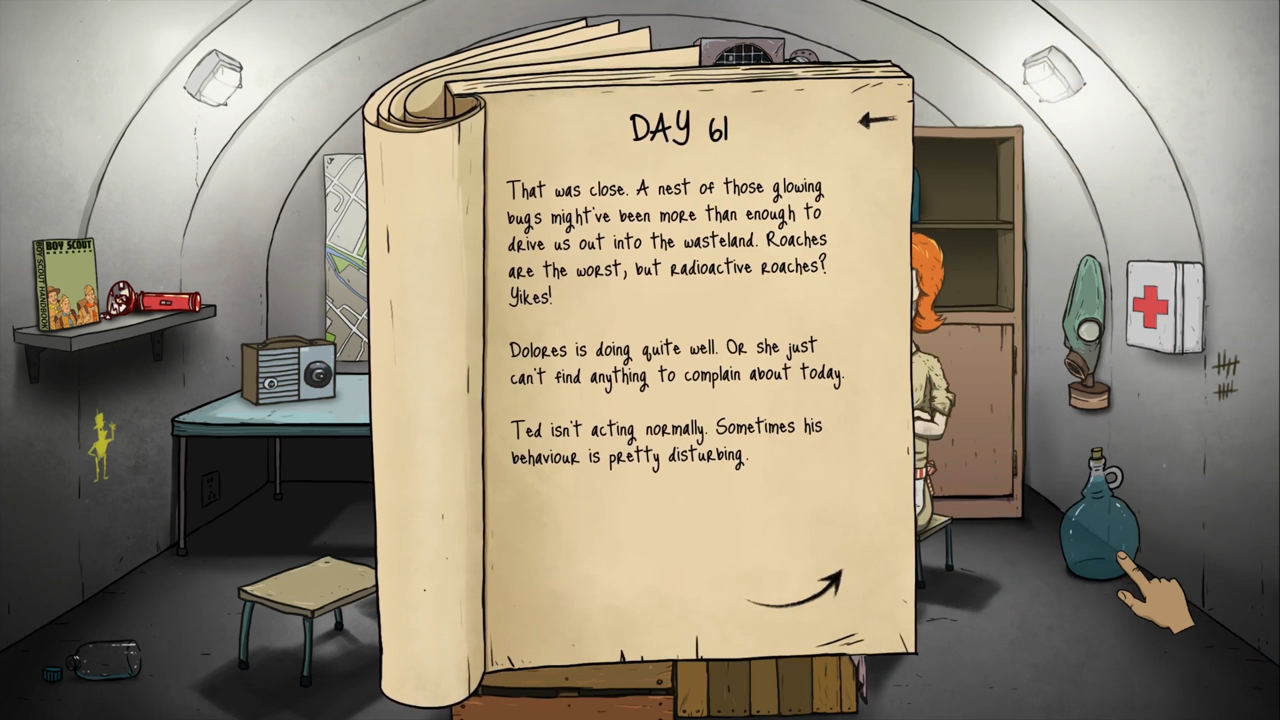 DAY 61
That was close. A nest of those glowing
bugs might've been more than enough to
drive us out into the wasteland. Roaches
are the worst, but radioactive roaches?
Yikes!
Dolores is doing quite well. Or she just
can't find anything to complain about today.
Ted isn't acting normally. Sometimes his
behaviour is pretty disturbing.
BOY SCOUT
BOY SCOUT HANDBOOK